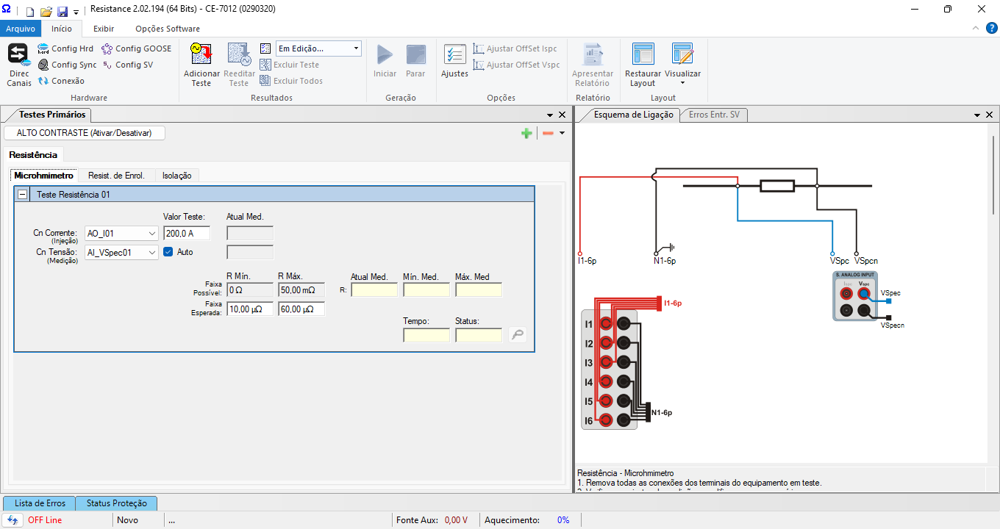 Resistance 2.02.194 (64 Bits) - CE-7012 (0290320)
Arquivo Início Exibir Opções Software
Direc Canais
Config Hrd
Config Sync
Conexão
Config GOOSE
Config SV
Hardware
Adicionar Teste
Reeditar Teste
Em Edição...
Excluir Teste
Excluir Todos
Resultados
Iniciar
Parar
Geração
Ajustes
Ajustar OffSet Ispc
Ajustar OffSet Vspc
Opções
Apresentar Relatório
Relatório
Restaurar Layout
Visualizar
Layout
Testes Primários
ALTO CONTRASTE (Ativar/Desativar)
Resistência
Microhmimetro Resist. de Enrol. Isolação
Teste Resistência 01
Valor Teste: Atual Med.
Cn Corrente: AO_I01 200,0 A
(Injeção)
Cn Tensão: AI_VSpec01 Auto
(Medição)
R Mín. R Máx. Atual Med. Mín. Med. Máx. Med
Faixa
Possível: 0 Ω 50,00 mΩ R:
Faixa
Esperada: 10,00 µΩ 60,00 µΩ
Tempo: Status:
Esquema de Ligação Erros Entr. SV
I1-6p N1-6p VSpc VSpcn
S. ANALOG INPUT
Ispc Vspc
VSpec
VSpecn
I1-6p
I1
I2
I3
I4
I5
I6
N1-6p
Resistência - Microhmimetro
1. Remova todas as conexões dos terminais do equipamento em teste.
Lista de Erros Status Proteção
OFF Line Novo ... Fonte Aux: 0,00 V Aquecimento: 0%